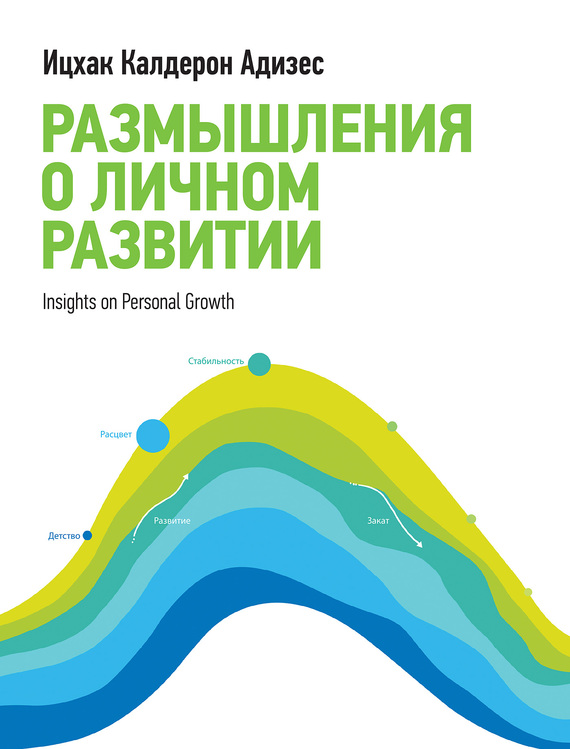 Ицхак Калдерон Адизес
РАЗМЫШЛЕНИЯ
О ЛИЧНОМ
РАЗВИТИИ
Insights on Personal Growth
Стабильность
Расцвет
Развитие
Закат
Детство